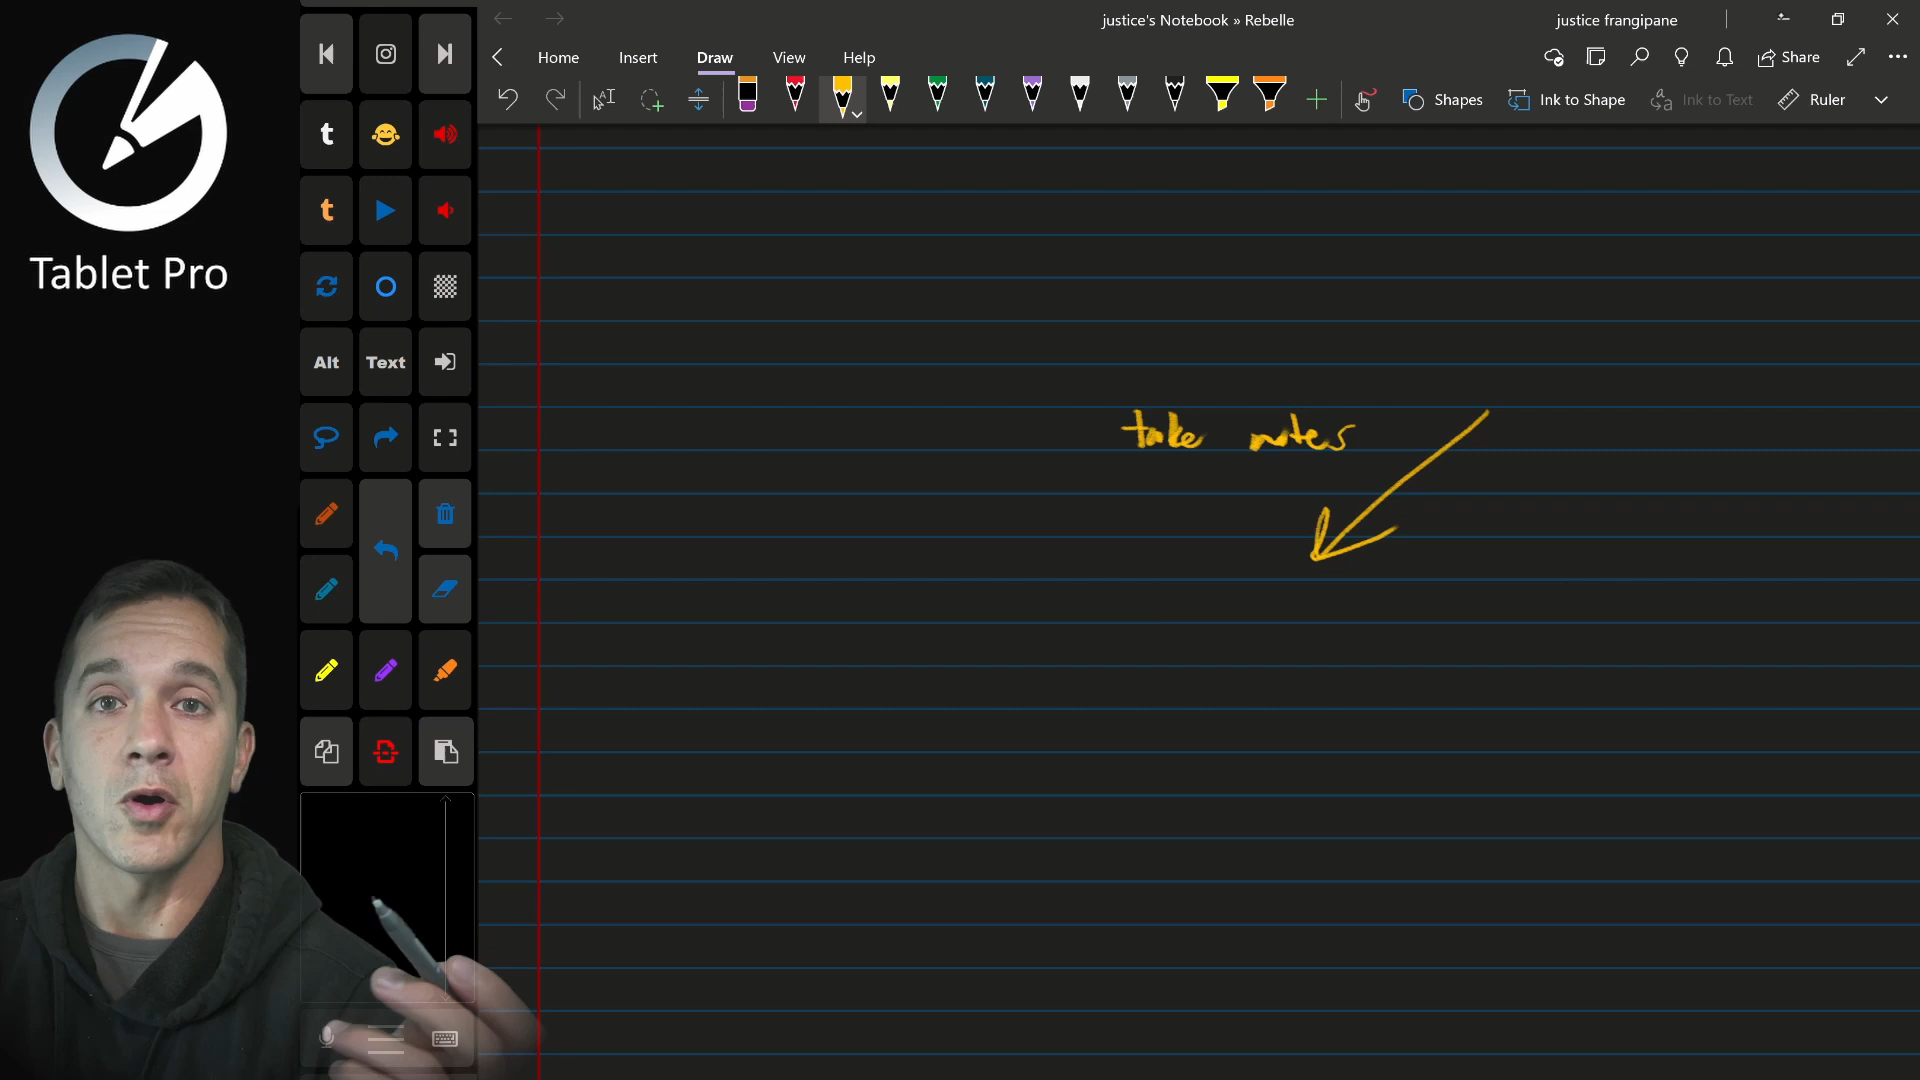 justice's Notebook » Rebelle
justice frangipane
Home Insert Draw View Help
Share
Shapes
Ink to Shape
Ink to Text
Ruler
t
t
Tablet Pro
Alt Text
take notes